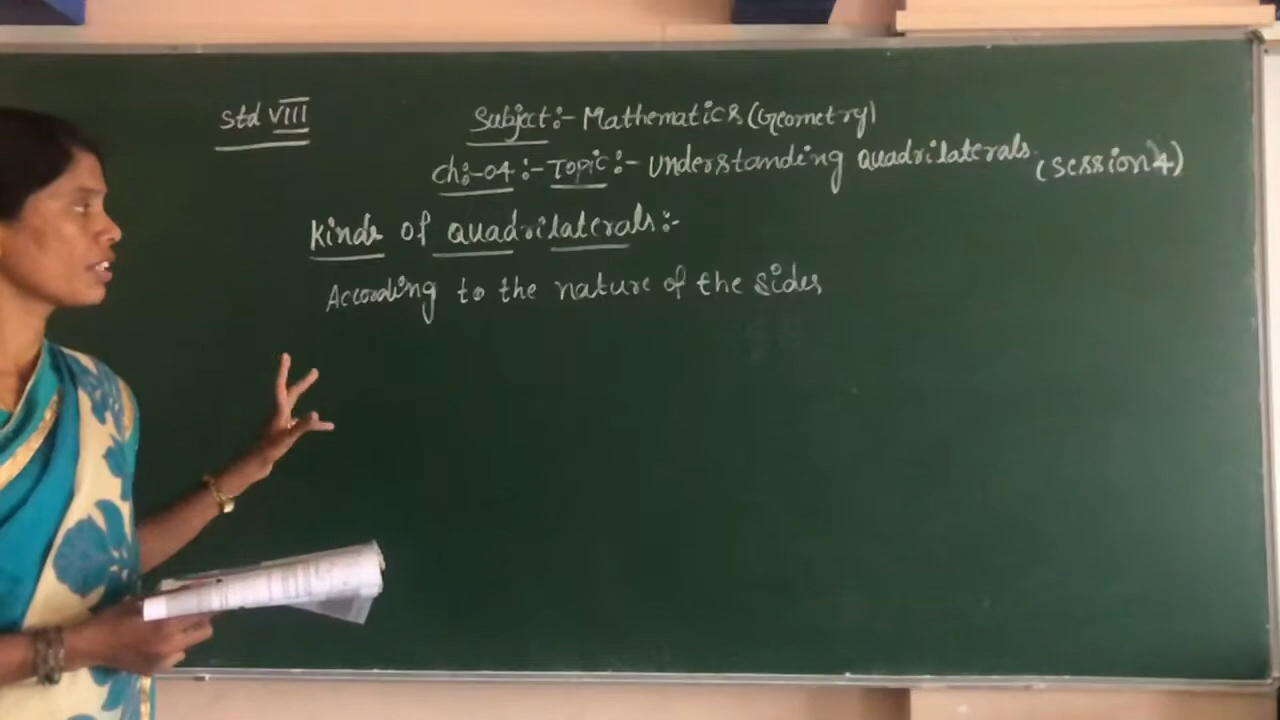 Std VIII
Subject:- Mathematics (Geometry)
Ch:-04:- Topic:- Understanding Quadrilaterals (Session 4)
Kinds of Quadrilaterals:-
According to the nature of the sides